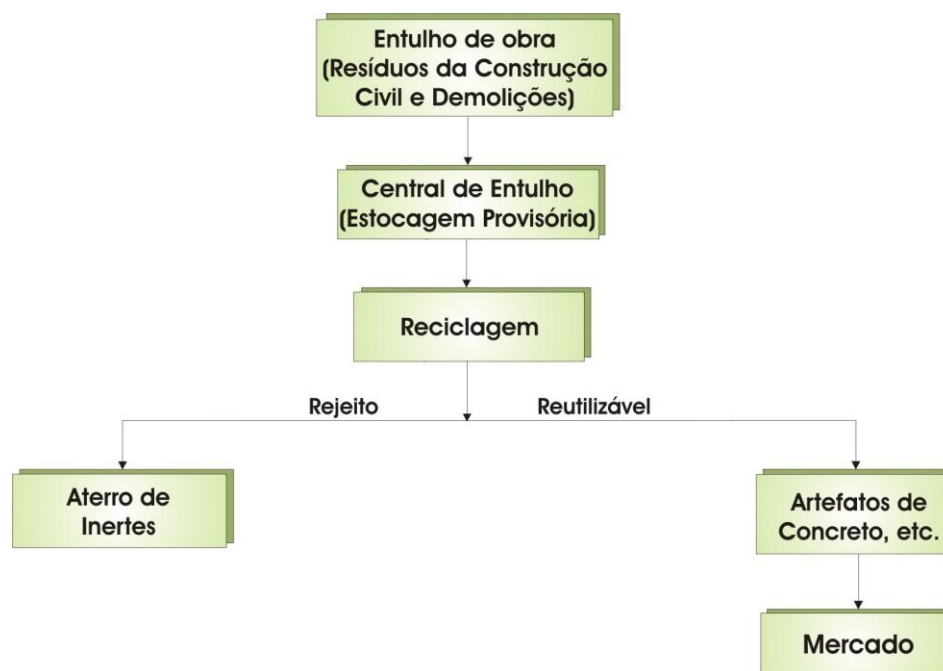 Entulho de obra
(Resíduos da Construção
Civil e Demolições)
Central de Entulho
(Estocagem Provisória)
Reciclagem
Rejeito
Reutilizável
Aterro de
Inertes
Artefatos de
Concreto, etc.
Mercado